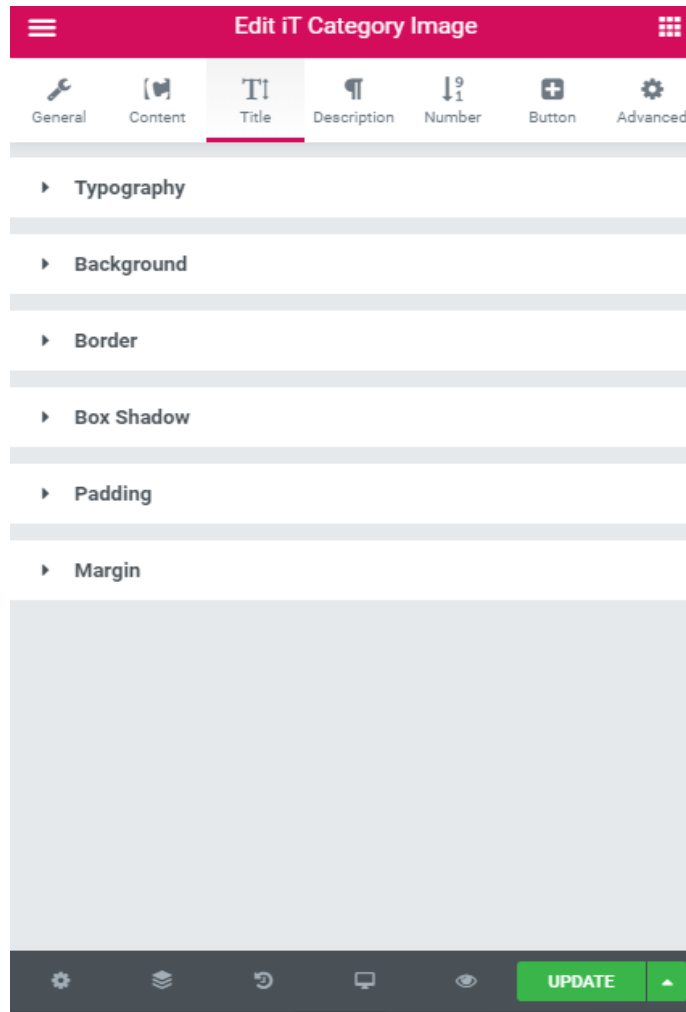 Edit iT Category Image
General Content Title Description Number Button Advanced
Typography
Background
Border
Box Shadow
Padding
Margin
UPDATE